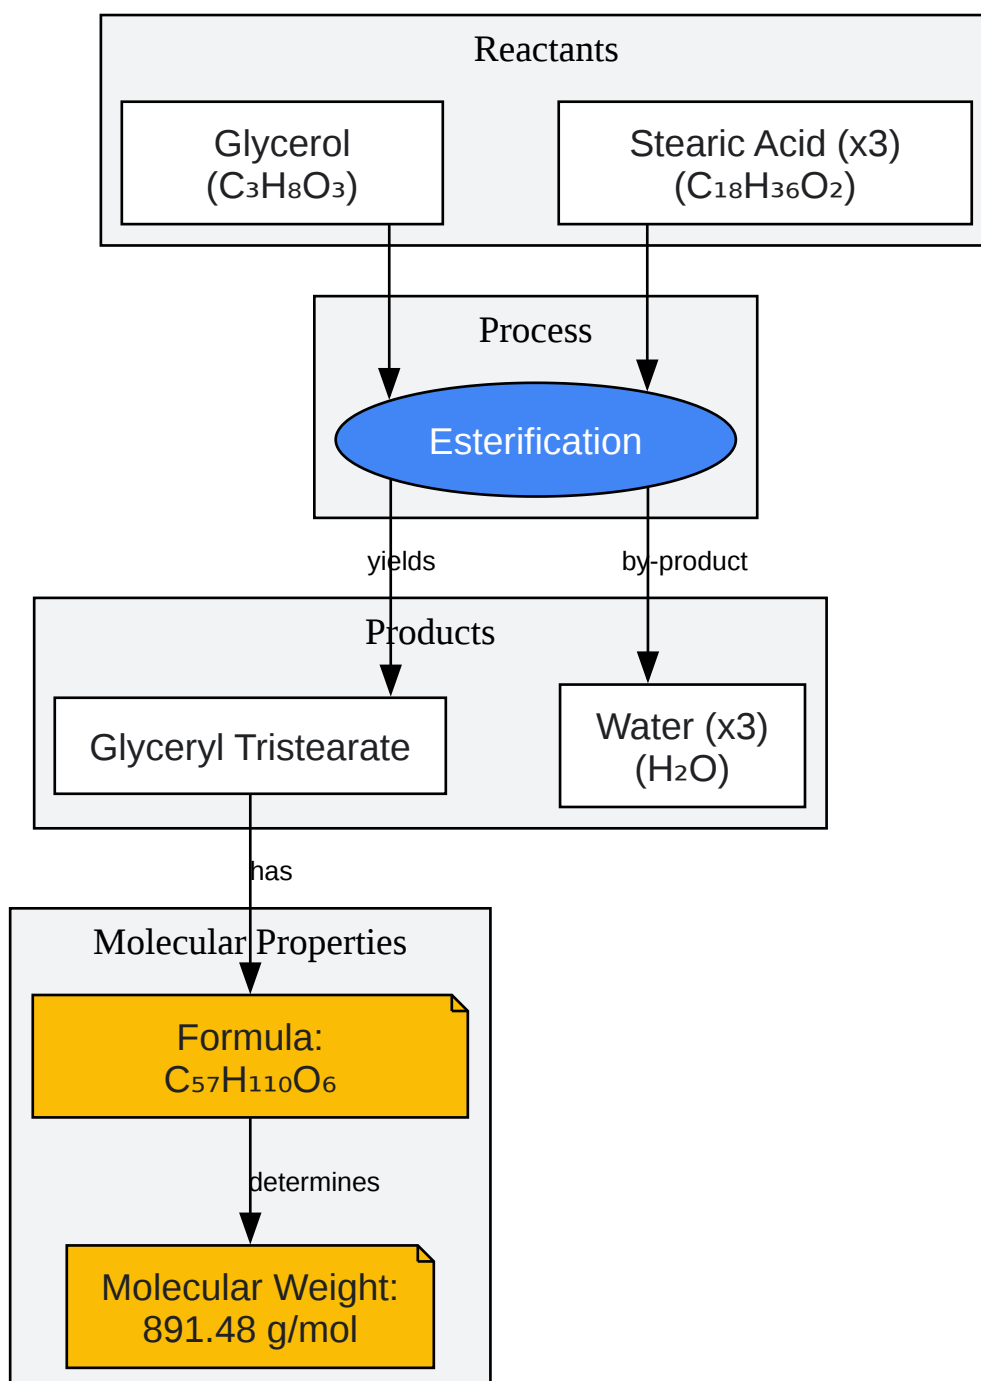 Reactants
Glycerol
(C₃H₈O₃)
Stearic Acid (x3)
(C₁₈H₃₆O₂)
Process
Esterification
yields
by-product
Products
Glyceryl Tristearate
Water (x3)
(H₂O)
has
Molecular Properties
Formula:
C₅₇H₁₁₀O₆
determines
Molecular Weight:
891.48 g/mol